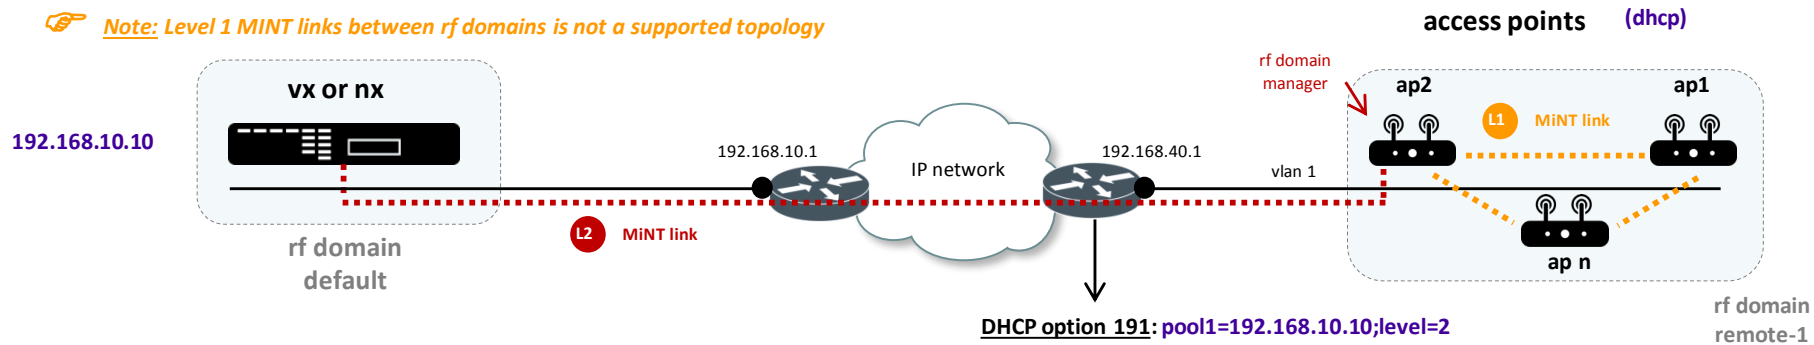 Note: Level 1 MINT links between rf domains is not a supported topology
access points (dhcp)
rf domain
manager
vx or nx
ap2
ap1
L1 MiNT link
192.168.10.10
192.168.10.1
192.168.40.1
IP network
vlan 1
L2 MiNT link
rf domain
default
ap n
rf domain
remote-1
DHCP option 191: pool1=192.168.10.10;level=2